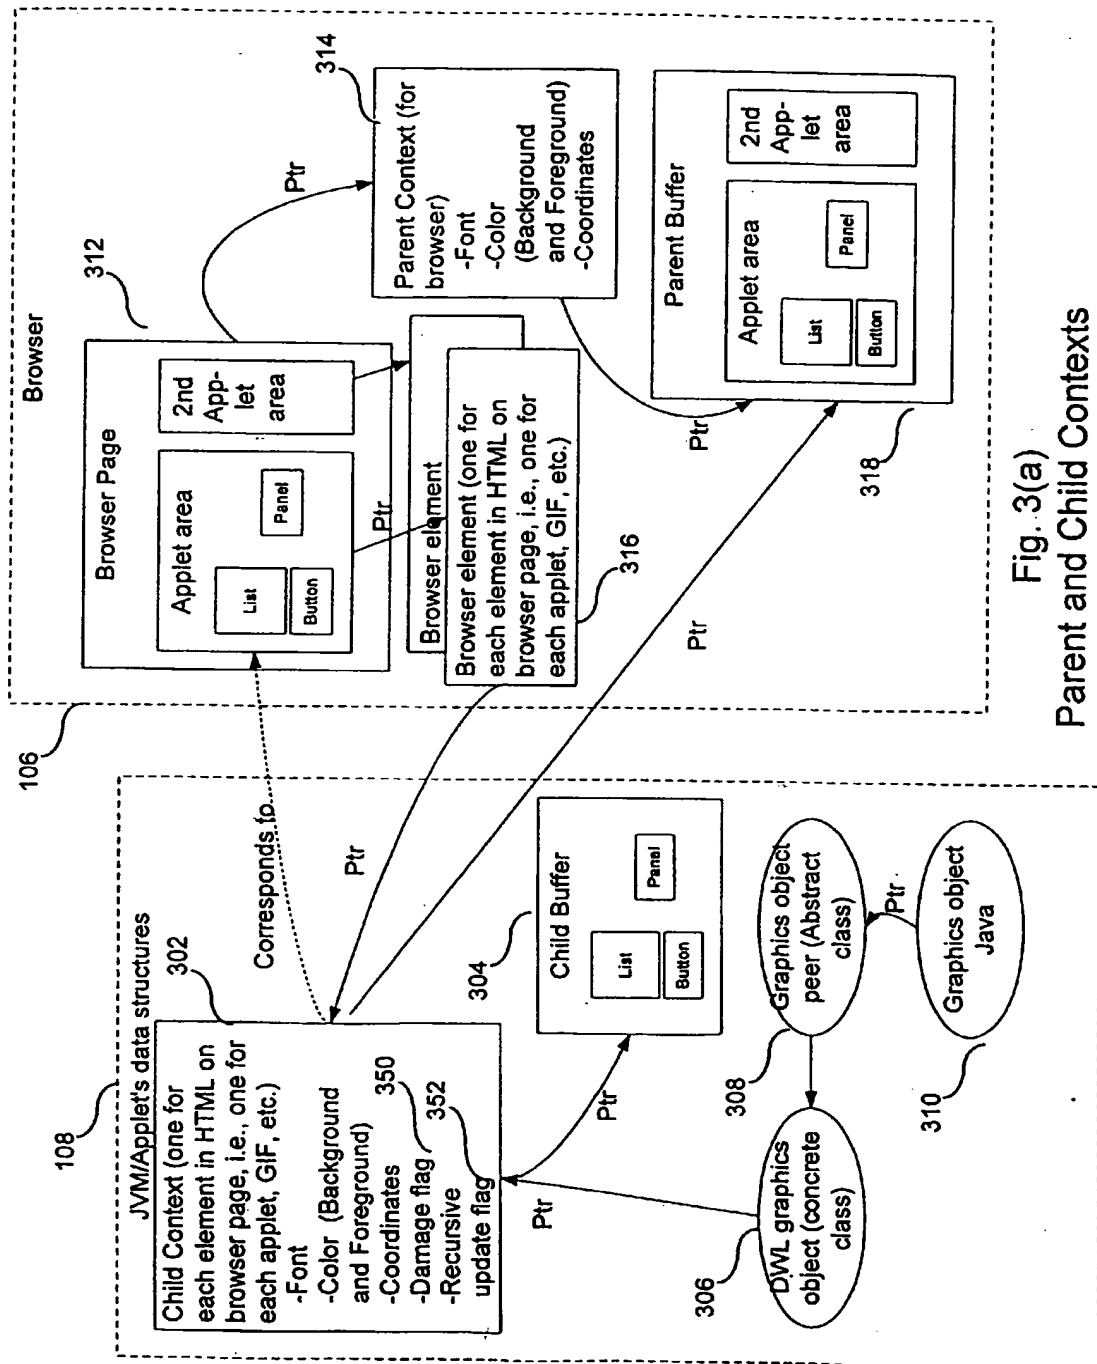 108
JVM/Applet's data structures
302
Child Context (one for
each element in HTML on
browser page, i.e., one for
each applet, GIF, etc.)
-Font
-Color (Background
and Foreground)
-Coordinates
-Damage flag
-Recursive
update flag
350
352
Corresponds to
Ptr
Ptr
Ptr
304
Child Buffer
List
Button
Panel
306
DWL graphics
object (concrete
class)
308
Graphics object
peer (Abstract
class)
Ptr
310
Graphics object
Java
106
Browser
312
Browser Page
Applet area
List
Button
Panel
2nd
App-
let
area
Ptr
Ptr
314
Parent Context (for
browser)
-Font
-Color
(Background
and Foreground)
-Coordinates
Browser element
Browser element (one for
each element in HTML on
browser page, i.e., one for
each applet, GIF, etc.)
316
Ptr
Ptr
318
Parent Buffer
Applet area
List
Button
Panel
2nd
App-
let
area
Fig. 3(a)
Parent and Child Contexts